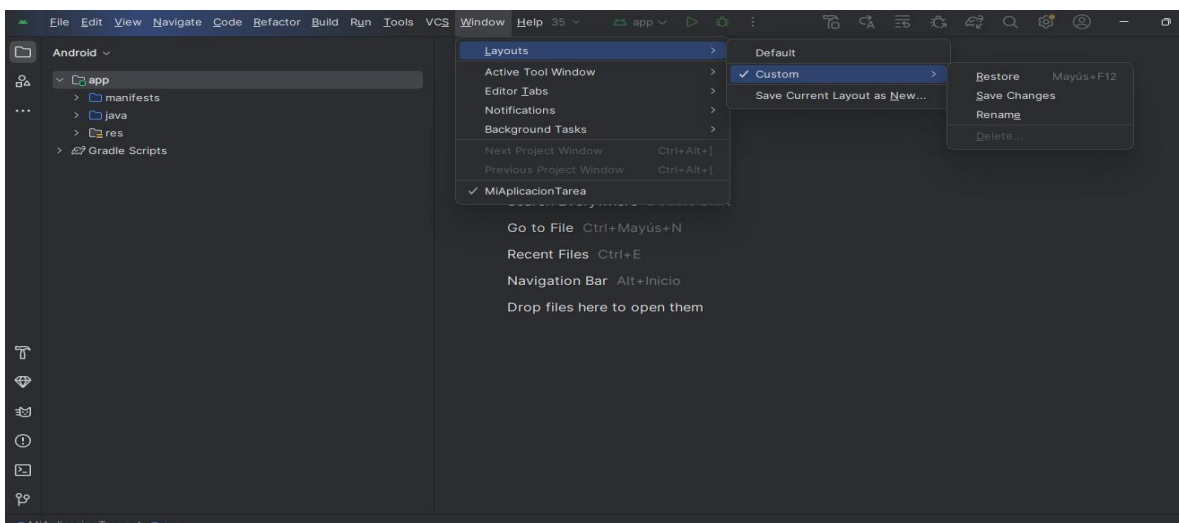 File Edit View Navigate Code Refactor Build Run Tools VCS Window Help 35 app
Android
app
manifests
java
res
Gradle Scripts
Layouts
Active Tool Window
Editor Tabs
Notifications
Background Tasks
Next Project Window Ctrl+Alt+]
Previous Project Window Ctrl+Alt+[
MiAplicacionTarea
Default
Custom
Save Current Layout as New...
Restore Mayús+F12
Save Changes
Rename
Delete...
Go to File Ctrl+Mayús+N
Recent Files Ctrl+E
Navigation Bar Alt+Inicio
Drop files here to open them